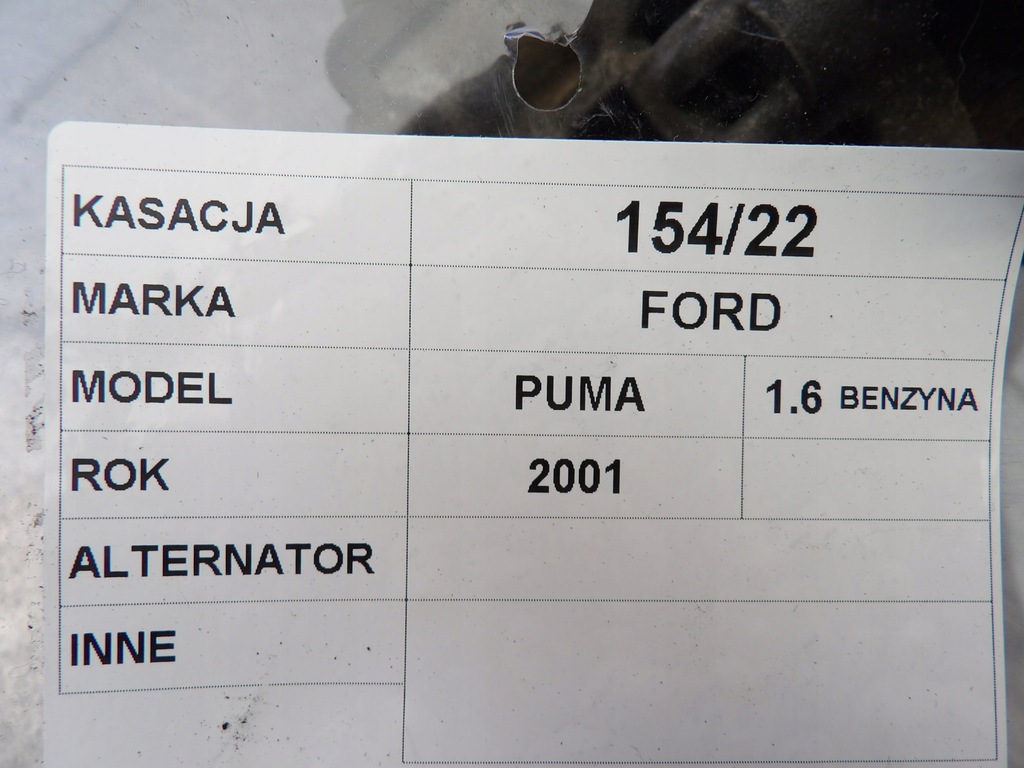 KASACJA 154/22
MARKA FORD
MODEL PUMA 1.6 BENZYNA
ROK 2001
ALTERNATOR
INNE